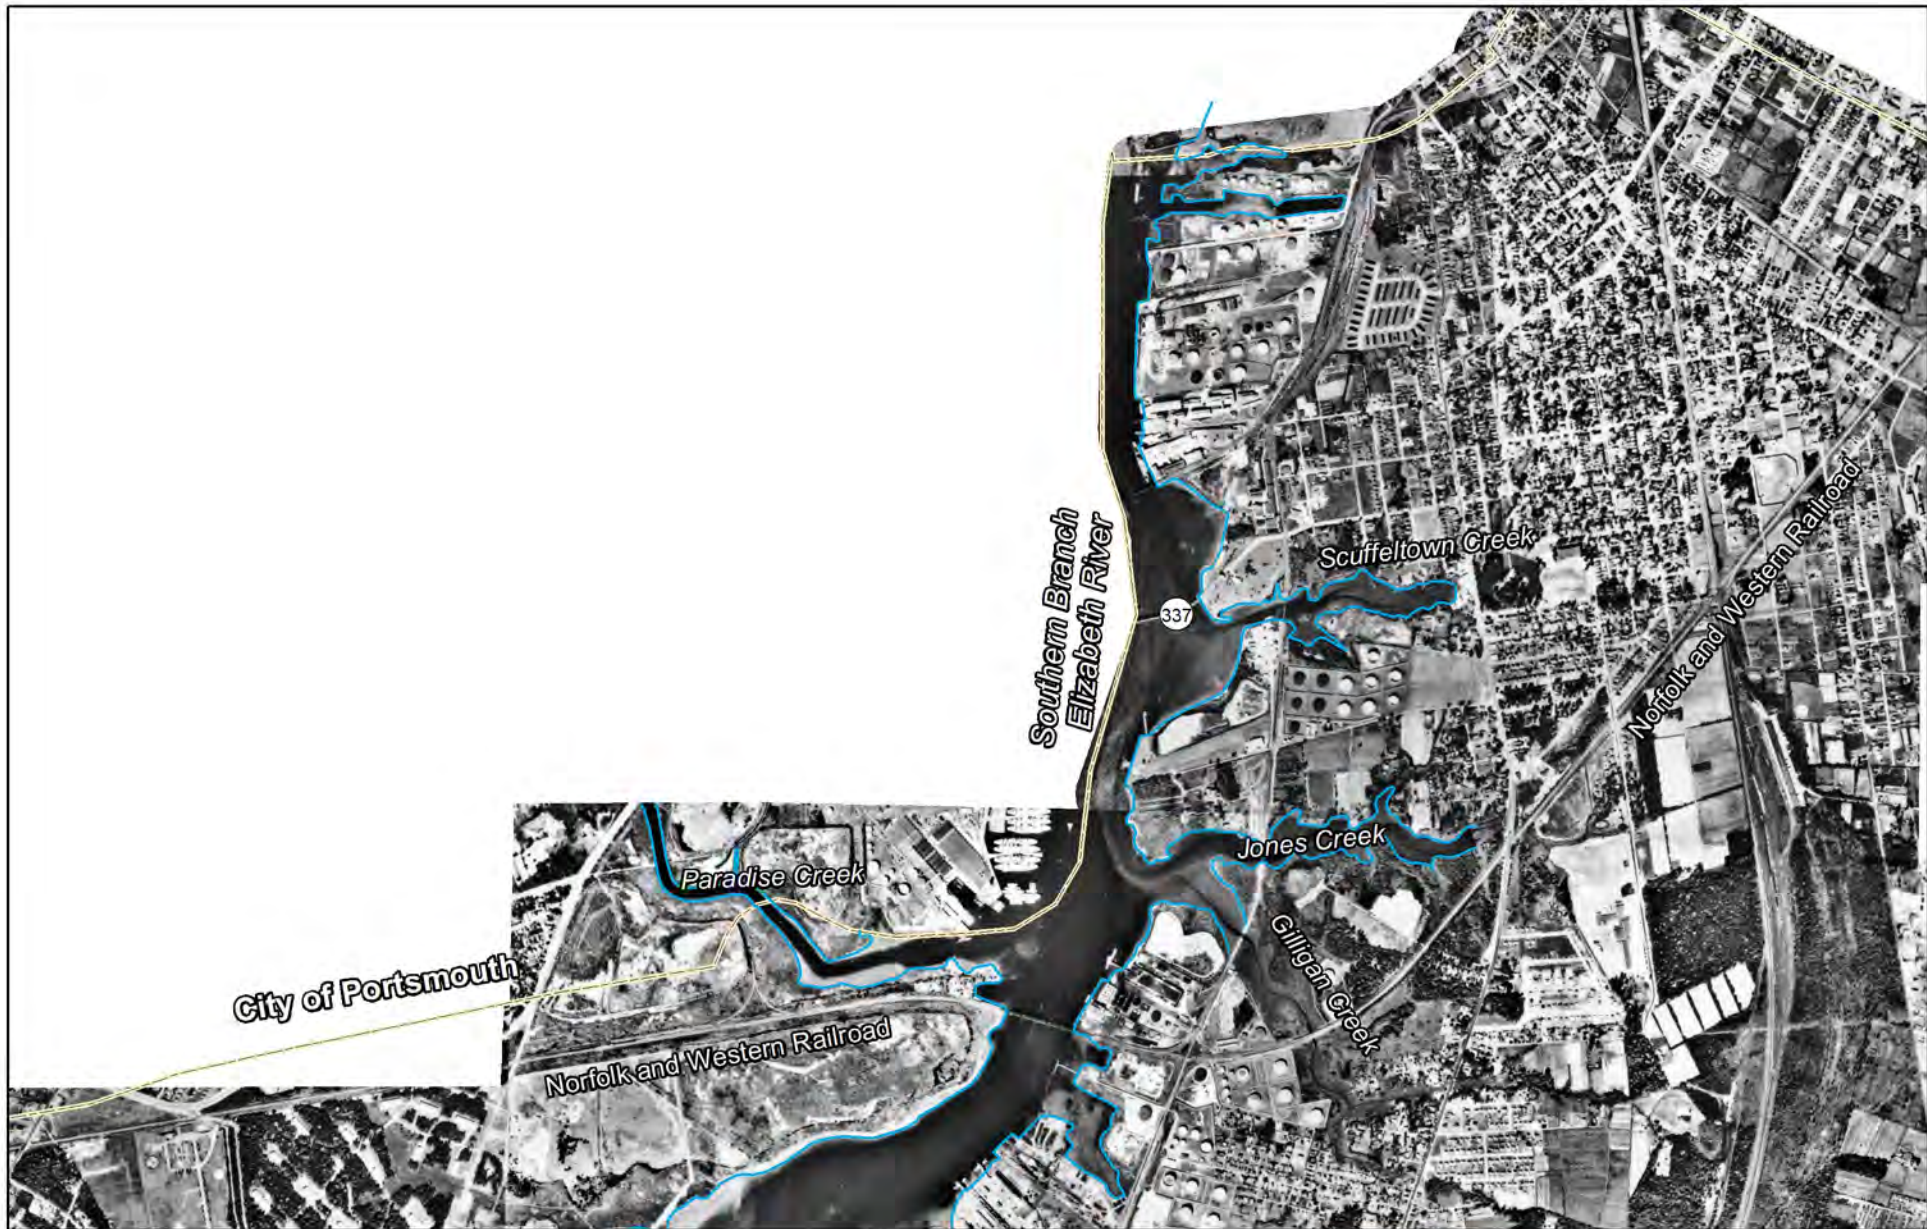 Southern Branch
Elizabeth River
Scuffeltown Creek
337
Norfolk and Western Railroad
Jones Creek
Paradise Creek
Gilligan Creek
City of Portsmouth
Norfolk and Western Railroad